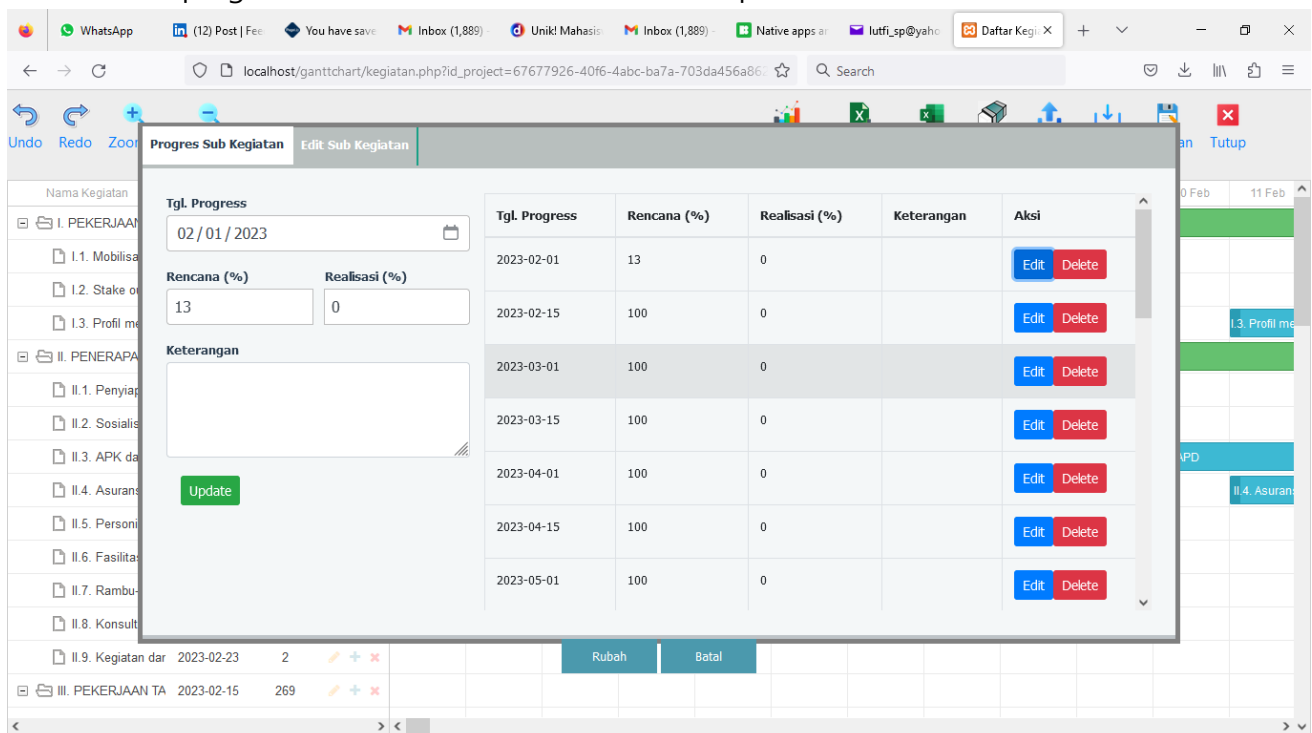 WhatsApp
(12) Post | Fee
You have save
Inbox (1,889) -
Unik! Mahasis
Inbox (1,889) -
Native apps ar
lutfi_sp@yaho
Daftar Kegi
localhost/ganttchart/kegiatan.php?id_project=67677926-40f6-4abc-ba7a-703da456a862
Search
Undo Redo Zoor
an Tutup
Progres Sub Kegiatan Edit Sub Kegiatan
Nama Kegiatan
0 Feb 11 Feb
I. PEKERJAAN
I.1. Mobilisa
I.2. Stake o
I.3. Profil me
II. PENERAPA
II.1. Penyiap
II.2. Sosialis
II.3. APK da
II.4. Asurans
II.5. Personi
II.6. Fasilitas
II.7. Rambu-
II.8. Konsult
II.9. Kegiatan dar 2023-02-23 2
III. PEKERJAAN TA 2023-02-15 269
Tgl. Progress
02/01/2023
Rencana (%) Realisasi (%)
13 0
Keterangan
Update
Tgl. Progress Rencana (%) Realisasi (%) Keterangan Aksi
2023-02-01 13 0 Edit Delete
2023-02-15 100 0 Edit Delete
2023-03-01 100 0 Edit Delete
2023-03-15 100 0 Edit Delete
2023-04-01 100 0 Edit Delete
2023-04-15 100 0 Edit Delete
2023-05-01 100 0 Edit Delete
I.3. Profil me
APD
II.4. Asuran
Rubah Batal